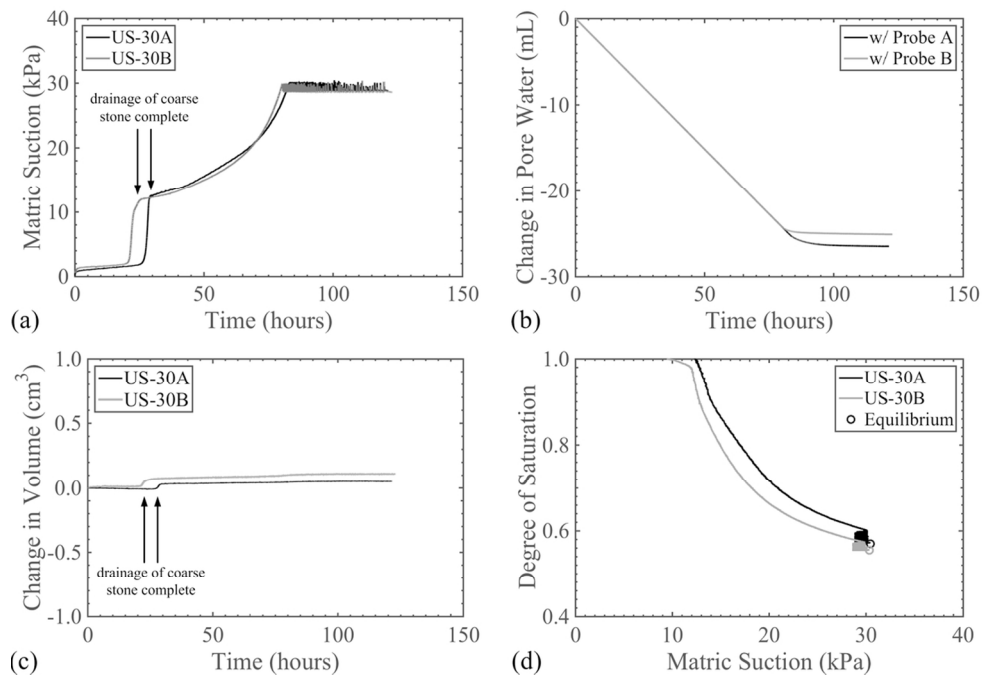 40
30
20
10
0
Matric Suction (kPa)
US-30A
US-30B
drainage of coarse
stone complete
0
50
100
150
Time (hours)
(a)
0
-10
-20
-30
Change in Pore Water (mL)
w/ Probe A
w/ Probe B
0
50
100
150
Time (hours)
(b)
1.0
0.5
0.0
-0.5
-1.0
Change in Volume (cm³)
US-30A
US-30B
drainage of coarse
stone complete
0
50
100
150
Time (hours)
(c)
1.0
0.8
0.6
0.4
Degree of Saturation
US-30A
US-30B
Equilibrium
0
10
20
30
40
Matric Suction (kPa)
(d)